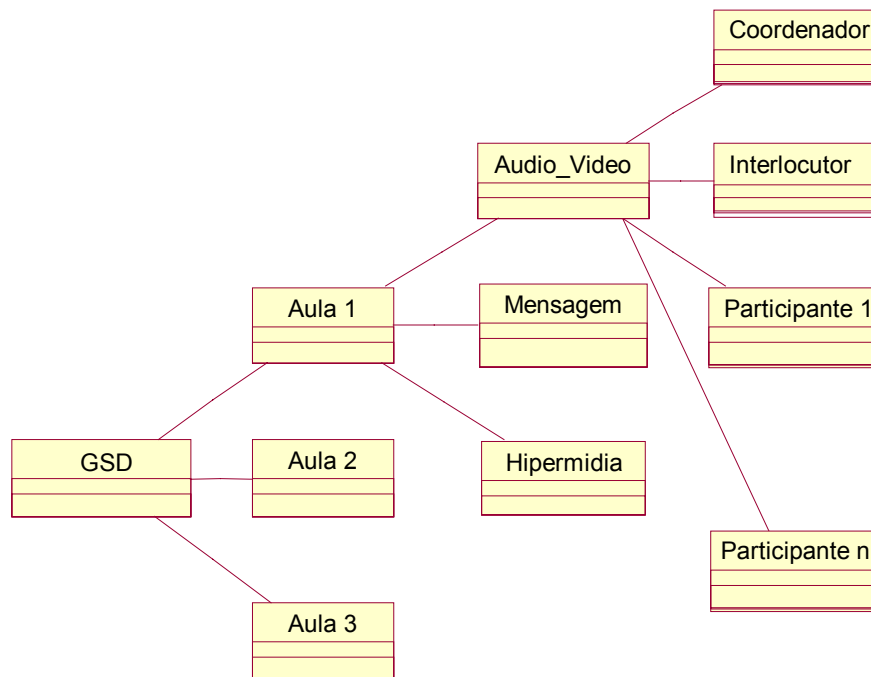 Coordenador
Audio_Video
Interlocutor
Aula 1
Mensagem
Participante 1
GSD
Aula 2
Hipermidia
Participante n
Aula 3